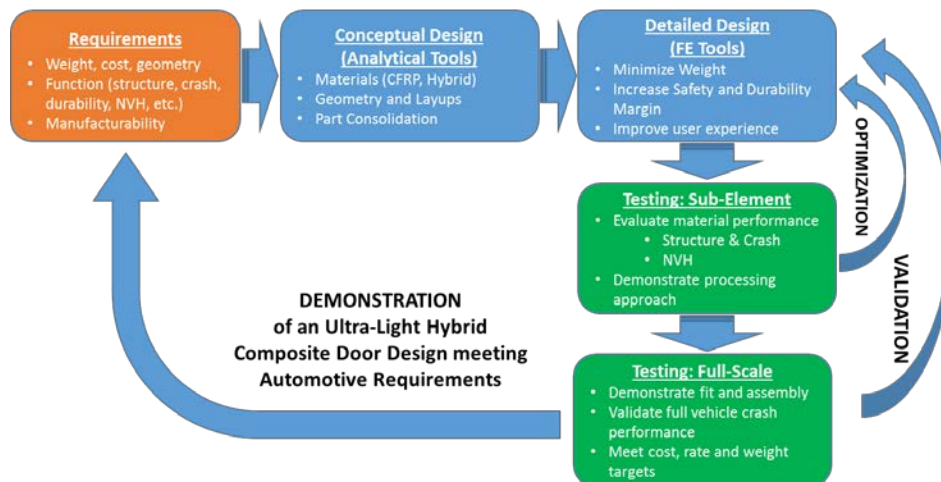 Requirements
• Weight, cost, geometry
• Function (structure, crash,
durability, NVH, etc.)
• Manufacturability
Conceptual Design
(Analytical Tools)
• Materials (CFRP, Hybrid)
• Geometry and Layups
• Part Consolidation
Detailed Design
(FE Tools)
• Minimize Weight
• Increase Safety and Durability
Margin
• Improve user experience
OPTIMIZATION
VALIDATION
Testing: Sub-Element
• Evaluate material performance
• Structure & Crash
• NVH
• Demonstrate processing
approach
DEMONSTRATION
of an Ultra-Light Hybrid
Composite Door Design meeting
Automotive Requirements
Testing: Full-Scale
• Demonstrate fit and assembly
• Validate full vehicle crash
performance
• Meet cost, rate and weight
targets